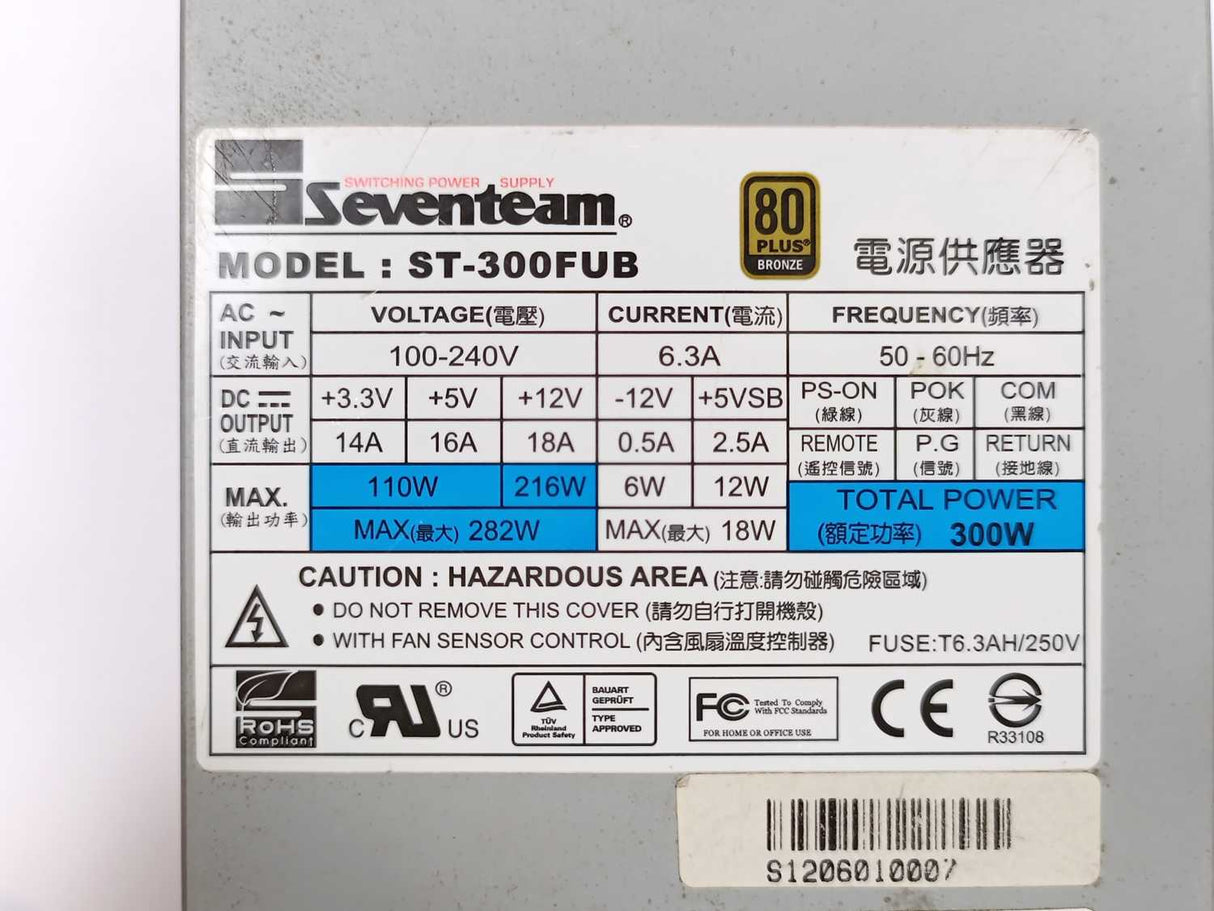 SWITCHING POWER SUPPLY
Seventeam®
MODEL : ST-300FUB
80 PLUS® BRONZE
電源供應器
AC ~ INPUT (交流輸入)
VOLTAGE(電壓) CURRENT(電流) FREQUENCY(頻率)
100-240V 6.3A 50 - 60Hz
DC OUTPUT (直流輸出)
+3.3V +5V +12V -12V +5VSB
14A 16A 18A 0.5A 2.5A
PS-ON (綠線) POK (灰線) COM (黑線)
REMOTE (遙控信號) P.G (信號) RETURN (接地線)
MAX. (輸出功率)
110W 216W 6W 12W
MAX(最大) 282W MAX(最大) 18W
TOTAL POWER
(額定功率) 300W
CAUTION : HAZARDOUS AREA (注意:請勿碰觸危險區域)
• DO NOT REMOVE THIS COVER (請勿自行打開機殼)
• WITH FAN SENSOR CONTROL (內含風扇溫度控制器)
FUSE:T6.3AH/250V
RoHS
Compliant
c RU® US
TÜV
Rheinland
Product Safety
BAUART
GEPRÜFT
TYPE
APPROVED
FC Tested To Comply
With FCC Standards
FOR HOME OR OFFICE USE
CE
R33108
S1206010007